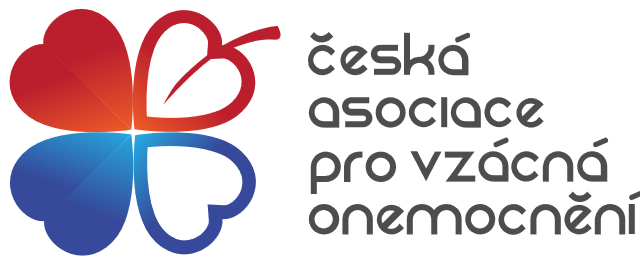 česká
asociace
pro vzácná
onemocnění